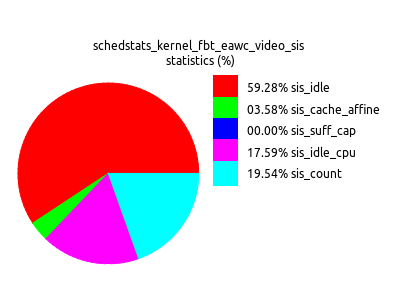 schedstats_kernel_fbt_eawc_video_sis
statistics (%)
59.28% sis_idle
03.58% sis_cache_affine
00.00% sis_suff_cap
17.59% sis_idle_cpu
19.54% sis_count